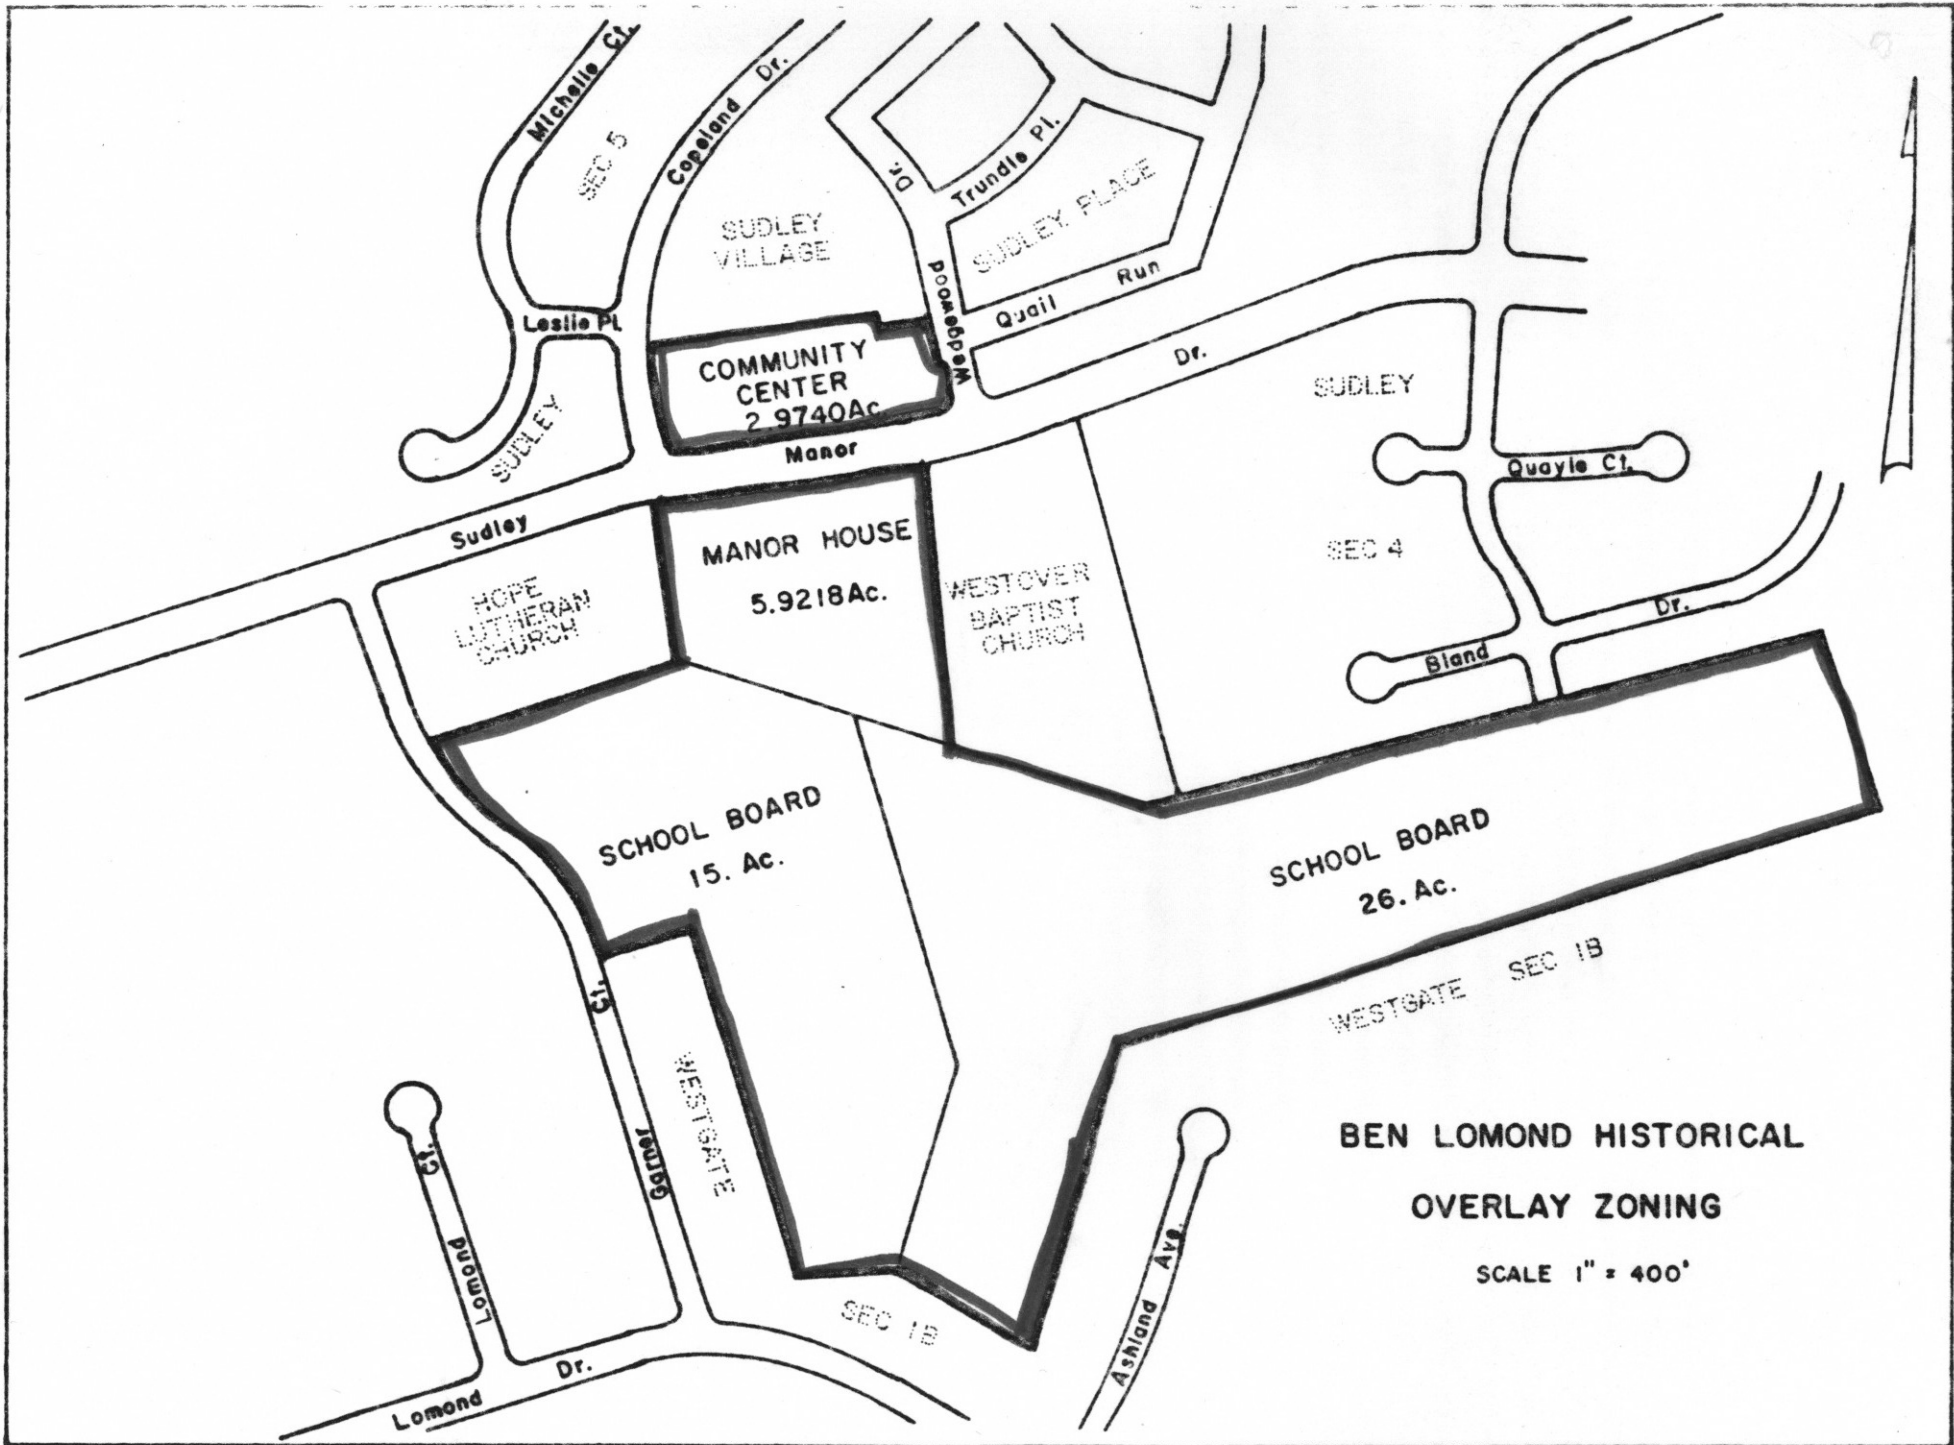 Michelle Ct.
SEC 5
Copeland Dr.
SUDLEY
VILLAGE
Dr.
Wedgewood
Trundle Pl.
SUDLEY PLACE
Quail Run
Leslie Pl.
SUDLEY
COMMUNITY
CENTER
2.9740Ac.
Sudley Manor Dr.
SUDLEY
SEC 4
Quayle Ct.
Bland Dr.
HOPE
LUTHERAN
CHURCH
MANOR HOUSE
5.9218Ac.
WESTOVER
BAPTIST
CHURCH
SCHOOL BOARD
15. Ac.
SCHOOL BOARD
26. Ac.
WESTGATE SEC 1B
Garner Ct.
WESTGATE
SEC 1B
Lomond Ct.
Lomond Dr.
Ashland Ave.
BEN LOMOND HISTORICAL
OVERLAY ZONING
SCALE 1" = 400'